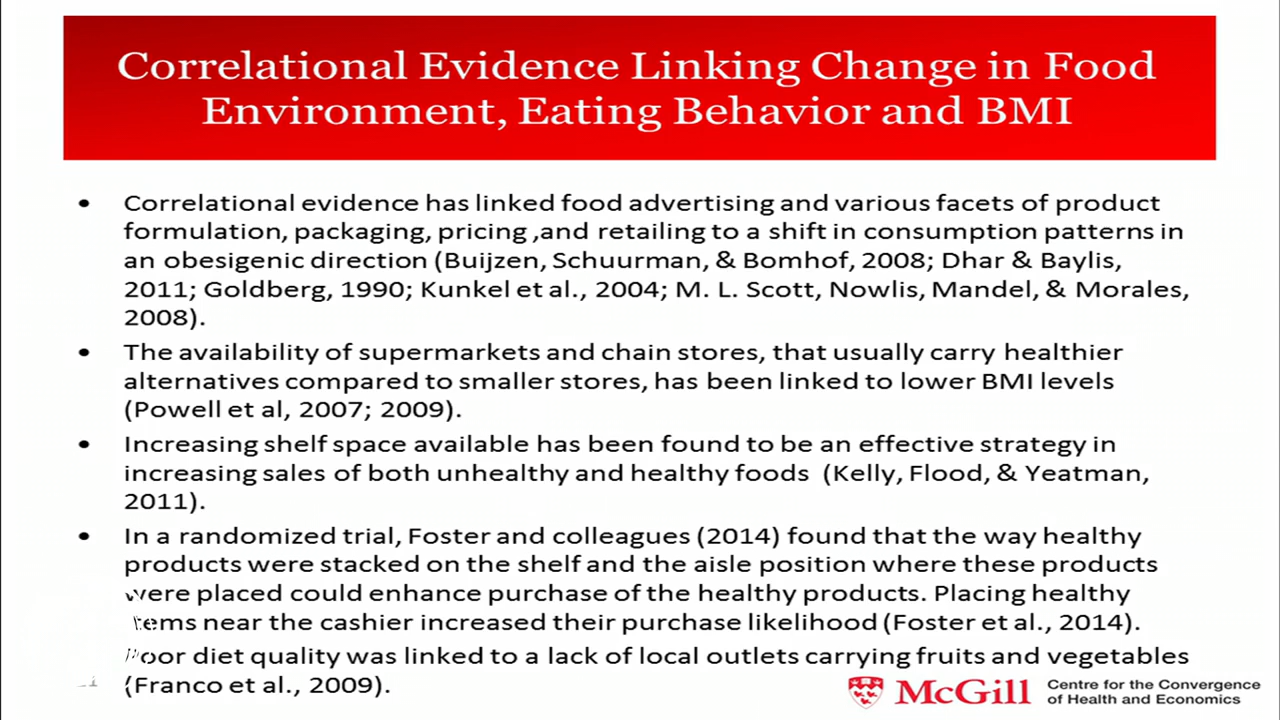 Correlational Evidence Linking Change in Food
Environment, Eating Behavior and BMI
• Correlational evidence has linked food advertising and various facets of product
formulation, packaging, pricing ,and retailing to a shift in consumption patterns in
an obesigenic direction (Buijzen, Schuurman, & Bomhof, 2008; Dhar & Baylis,
2011; Goldberg, 1990; Kunkel et al., 2004; M. L. Scott, Nowlis, Mandel, & Morales,
2008).
• The availability of supermarkets and chain stores, that usually carry healthier
alternatives compared to smaller stores, has been linked to lower BMI levels
(Powell et al, 2007; 2009).
• Increasing shelf space available has been found to be an effective strategy in
increasing sales of both unhealthy and healthy foods (Kelly, Flood, & Yeatman,
2011).
• In a randomized trial, Foster and colleagues (2014) found that the way healthy
products were stacked on the shelf and the aisle position where these products
were placed could enhance purchase of the healthy products. Placing healthy
items near the cashier increased their purchase likelihood (Foster et al., 2014).
Poor diet quality was linked to a lack of local outlets carrying fruits and vegetables
(Franco et al., 2009).
McGill
Centre for the Convergence
of Health and Economics